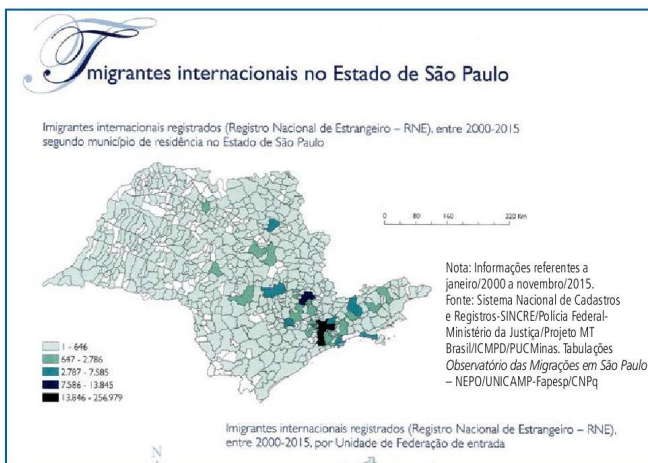 Imigrantes internacionais no Estado de São Paulo
Imigrantes internacionais registrados (Registro Nacional de Estrangeiro – RNE), entre 2000-2015
segundo município de residência no Estado de São Paulo
0 80 160 320 Km
Nota: Informações referentes a
janeiro/2000 a novembro/2015.
Fonte: Sistema Nacional de Cadastros
e Registros-SINCRE/Polícia Federal-
Ministério da Justiça/Projeto MT
Brasil/ICMPD/PUCMinas. Tabulações
Observatório das Migrações em São Paulo
– NEPO/UNICAMP-Fapesp/CNPq
1 - 646
647 - 2.786
2.787 - 7.585
7.586 - 13.845
13.846 - 256.979
Imigrantes internacionais registrados (Registro Nacional de Estrangeiro – RNE),
entre 2000-2015, por Unidade de Federação de entrada
N